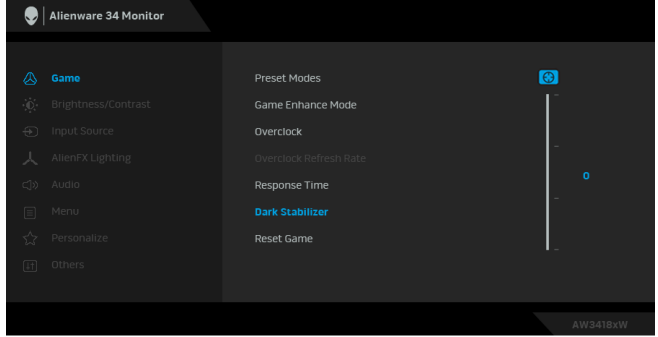 Alienware 34 Monitor
Game
Brightness/Contrast
Input Source
AlienFX Lighting
Audio
Menu
Personalize
Others
Preset Modes
Game Enhance Mode
Overclock
Overclock Refresh Rate
Response Time
Dark Stabilizer
Reset Game
0
AW3418xW